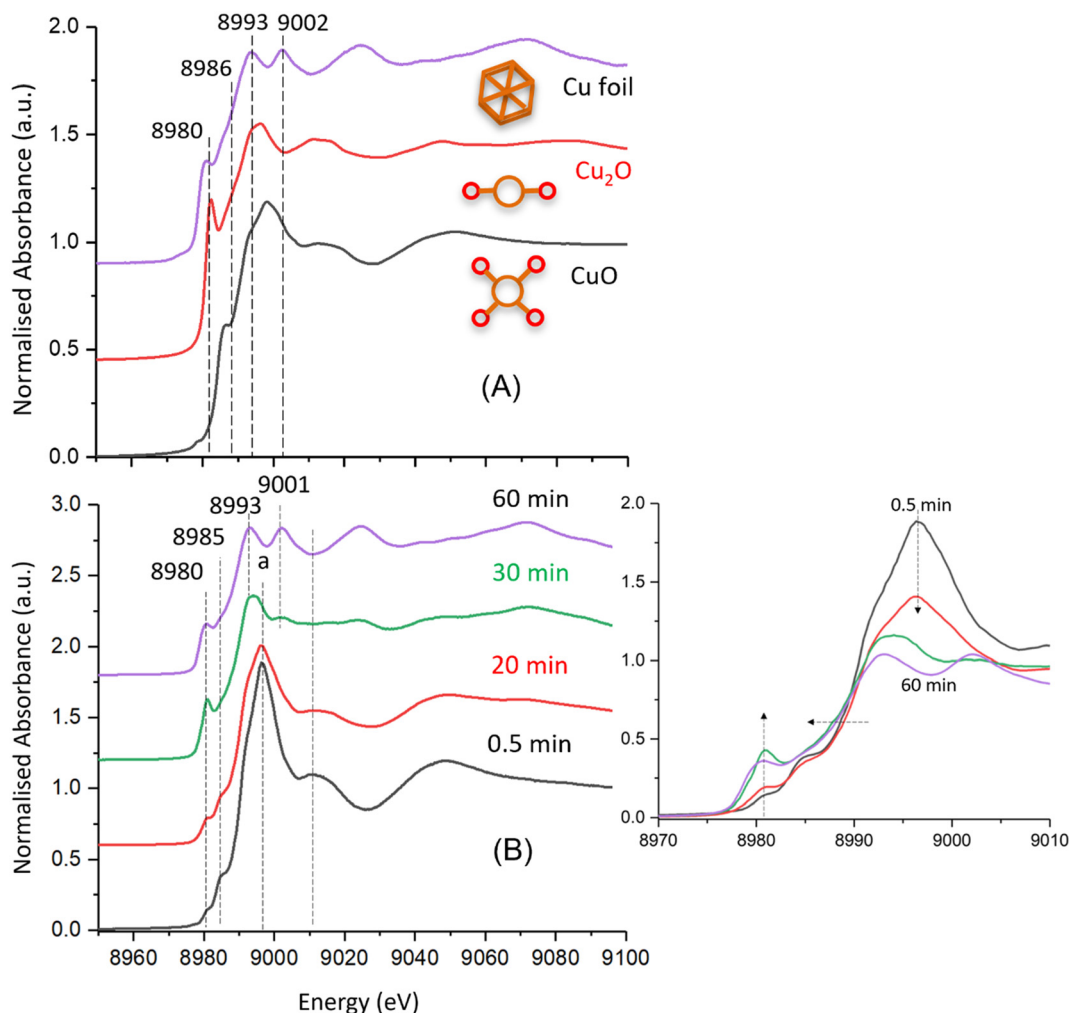 8993 9002
2.0
8986
Cu foil
8980
1.5
Cu2O
1.0
CuO
0.5
(A)
0.0
Normalised Absorbance (a.u.)
9001
3.0
8993
60 min
8985
2.5
8980
a
30 min
2.0
20 min
1.5
0.5 min
1.0
0.5
(B)
0.0
Normalised Absorbance (a.u.)
8960 8980 9000 9020 9040 9060 9080 9100
Energy (eV)
2.0
0.5 min
1.5
1.0
60 min
0.5
0.0
8970 8980 8990 9000 9010